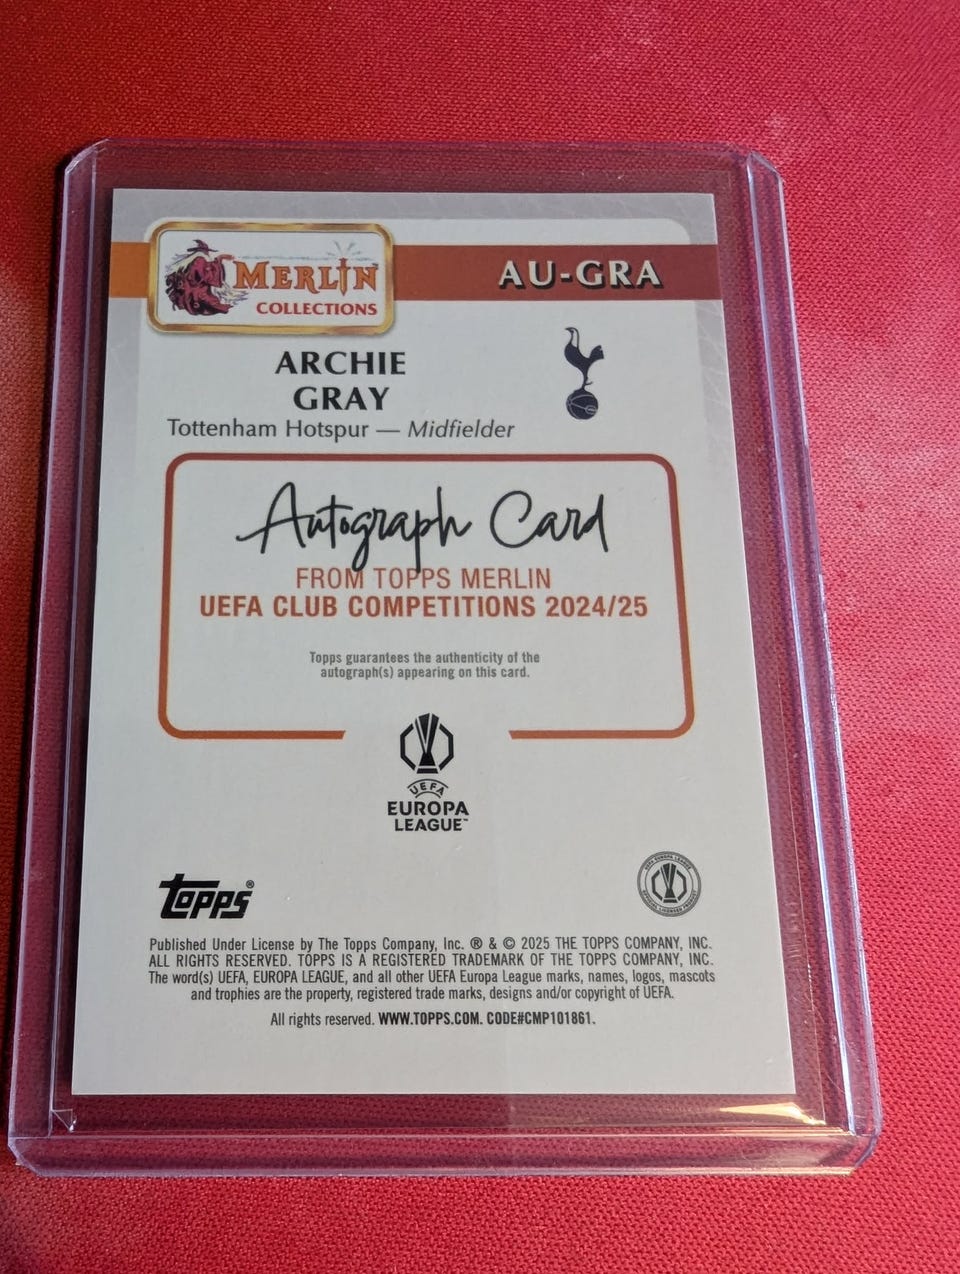 MERLIN
COLLECTIONS
AU-GRA
ARCHIE
GRAY
Tottenham Hotspur — Midfielder
Autograph Card
FROM TOPPS MERLIN
UEFA CLUB COMPETITIONS 2024/25
Topps guarantees the authenticity of the
autograph(s) appearing on this card.
UEFA
EUROPA
LEAGUE™
topps®
Published Under License by The Topps Company, Inc. ® & © 2025 THE TOPPS COMPANY, INC.
ALL RIGHTS RESERVED. TOPPS IS A REGISTERED TRADEMARK OF THE TOPPS COMPANY, INC.
The word(s) UEFA, EUROPA LEAGUE, and all other UEFA Europa League marks, names, logos, mascots
and trophies are the property, registered trade marks, designs and/or copyright of UEFA.
All rights reserved. WWW.TOPPS.COM. CODE#CMP101861.